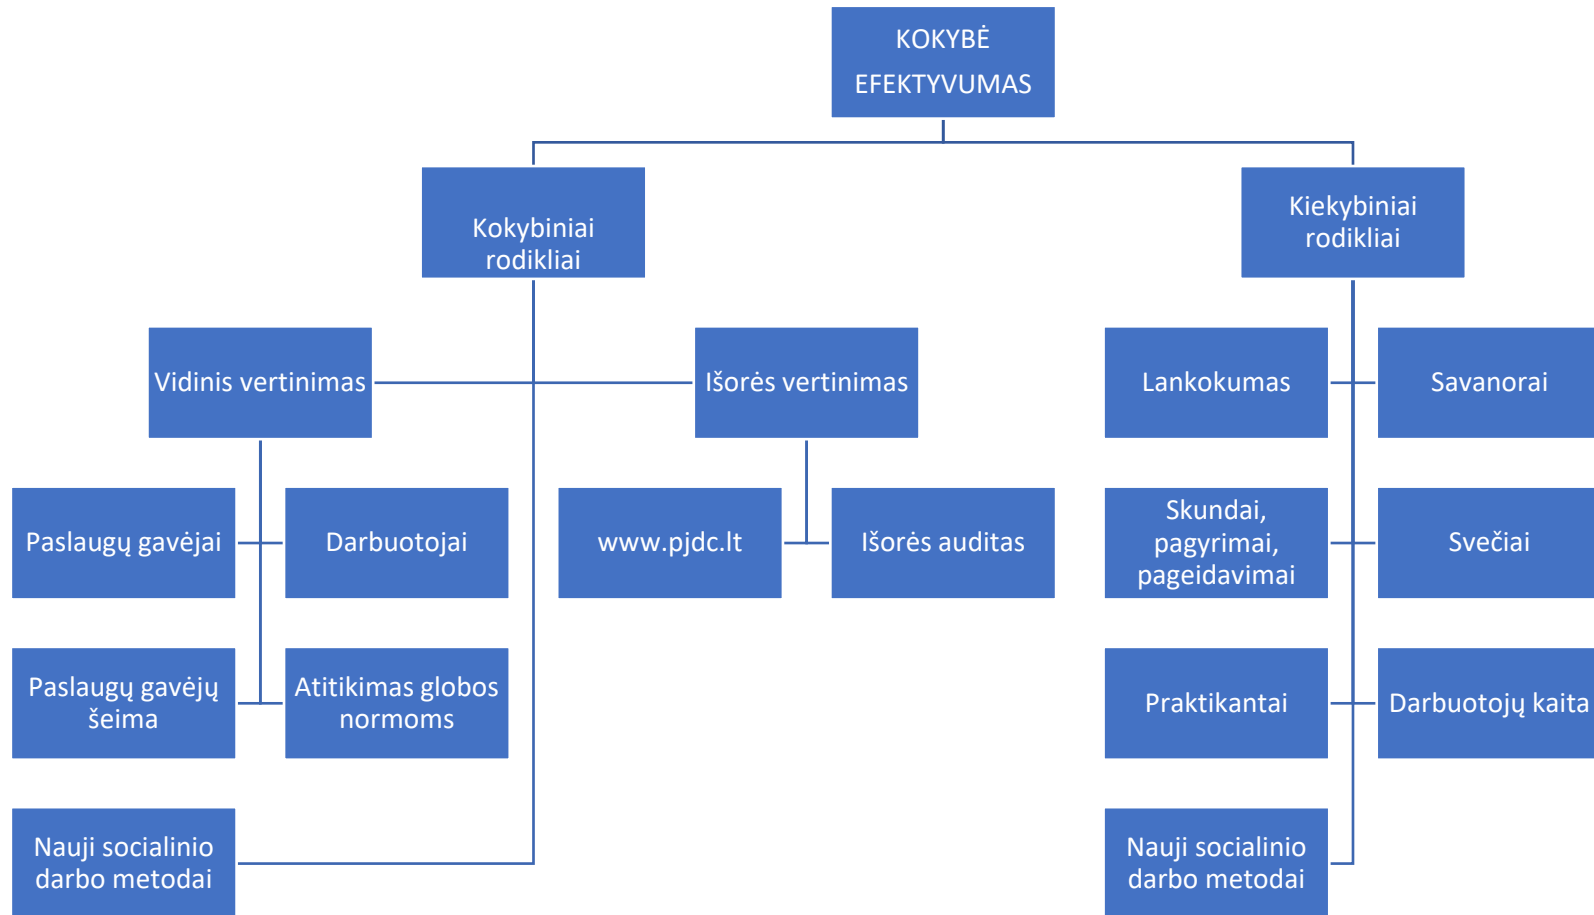 KOKYBĖ
EFEKTYVUMAS
Kokybiniai
rodikliai
Kiekybiniai
rodikliai
Vidinis vertinimas
Išorės vertinimas
Lankokumas
Savanorai
Paslaugų gavėjai
Darbuotojai
www.pjdc.lt
Išorės auditas
Skundai,
pagyrimai,
pageidavimai
Svečiai
Paslaugų gavėjų
šeima
Atitikimas globos
normoms
Praktikantai
Darbuotojų kaita
Nauji socialinio
darbo metodai
Nauji socialinio
darbo metodai